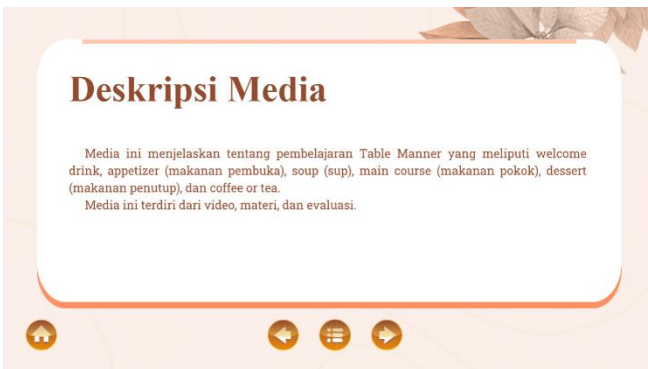 Deskripsi Media
Media ini menjelaskan tentang pembelajaran Table Manner yang meliputi welcome
drink, appetizer (makanan pembuka), soup (sup), main course (makanan pokok), dessert
(makanan penutup), dan coffee or tea.
Media ini terdiri dari video, materi, dan evaluasi.